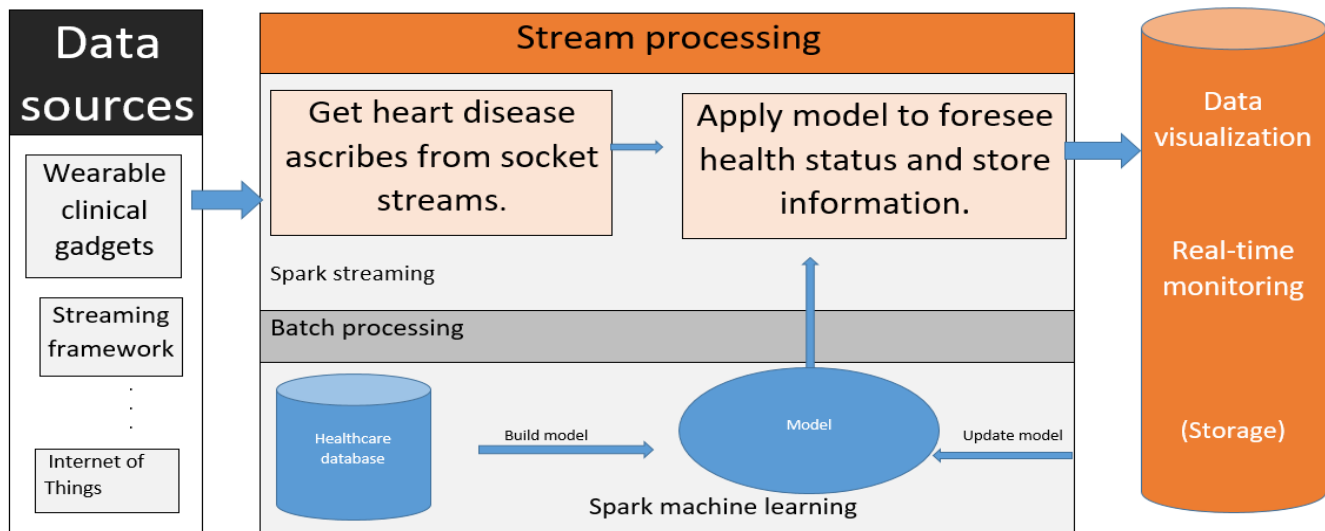 Data
sources
Wearable
clinical
gadgets
Streaming
framework
.
.
.
Internet of
Things
Stream processing
Get heart disease
ascribes from socket
streams.
Apply model to foresee
health status and store
information.
Spark streaming
Batch processing
Healthcare
database
Build model
Model
Update model
Spark machine learning
Data
visualization
Real-time
monitoring
(Storage)